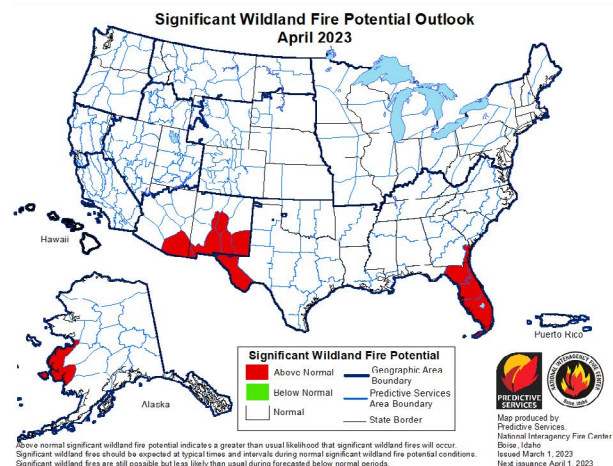 Significant Wildland Fire Potential Outlook
April 2023
Hawaii
Alaska
Puerto Rico
Significant Wildland Fire Potential
Above Normal
Below Normal
Normal
Geographic Area
Boundary
Predictive Services
Area Boundary
State Border
PREDICTIVE
SERVICES
NATIONAL INTERAGENCY FIRE CENTER
Boise, Idaho
Map produced by
Predictive Services,
National Interagency Fire Center
Boise, Idaho
Issued March 1, 2023
Next issuance April 1, 2023
Above normal significant wildland fire potential indicates a greater than usual likelihood that significant wildland fires will occur.
Significant wildland fires should be expected at typical times and intervals during normal significant wildland fire potential conditions.
Significant wildland fires are still possible but less likely than usual during forecasted below normal periods.